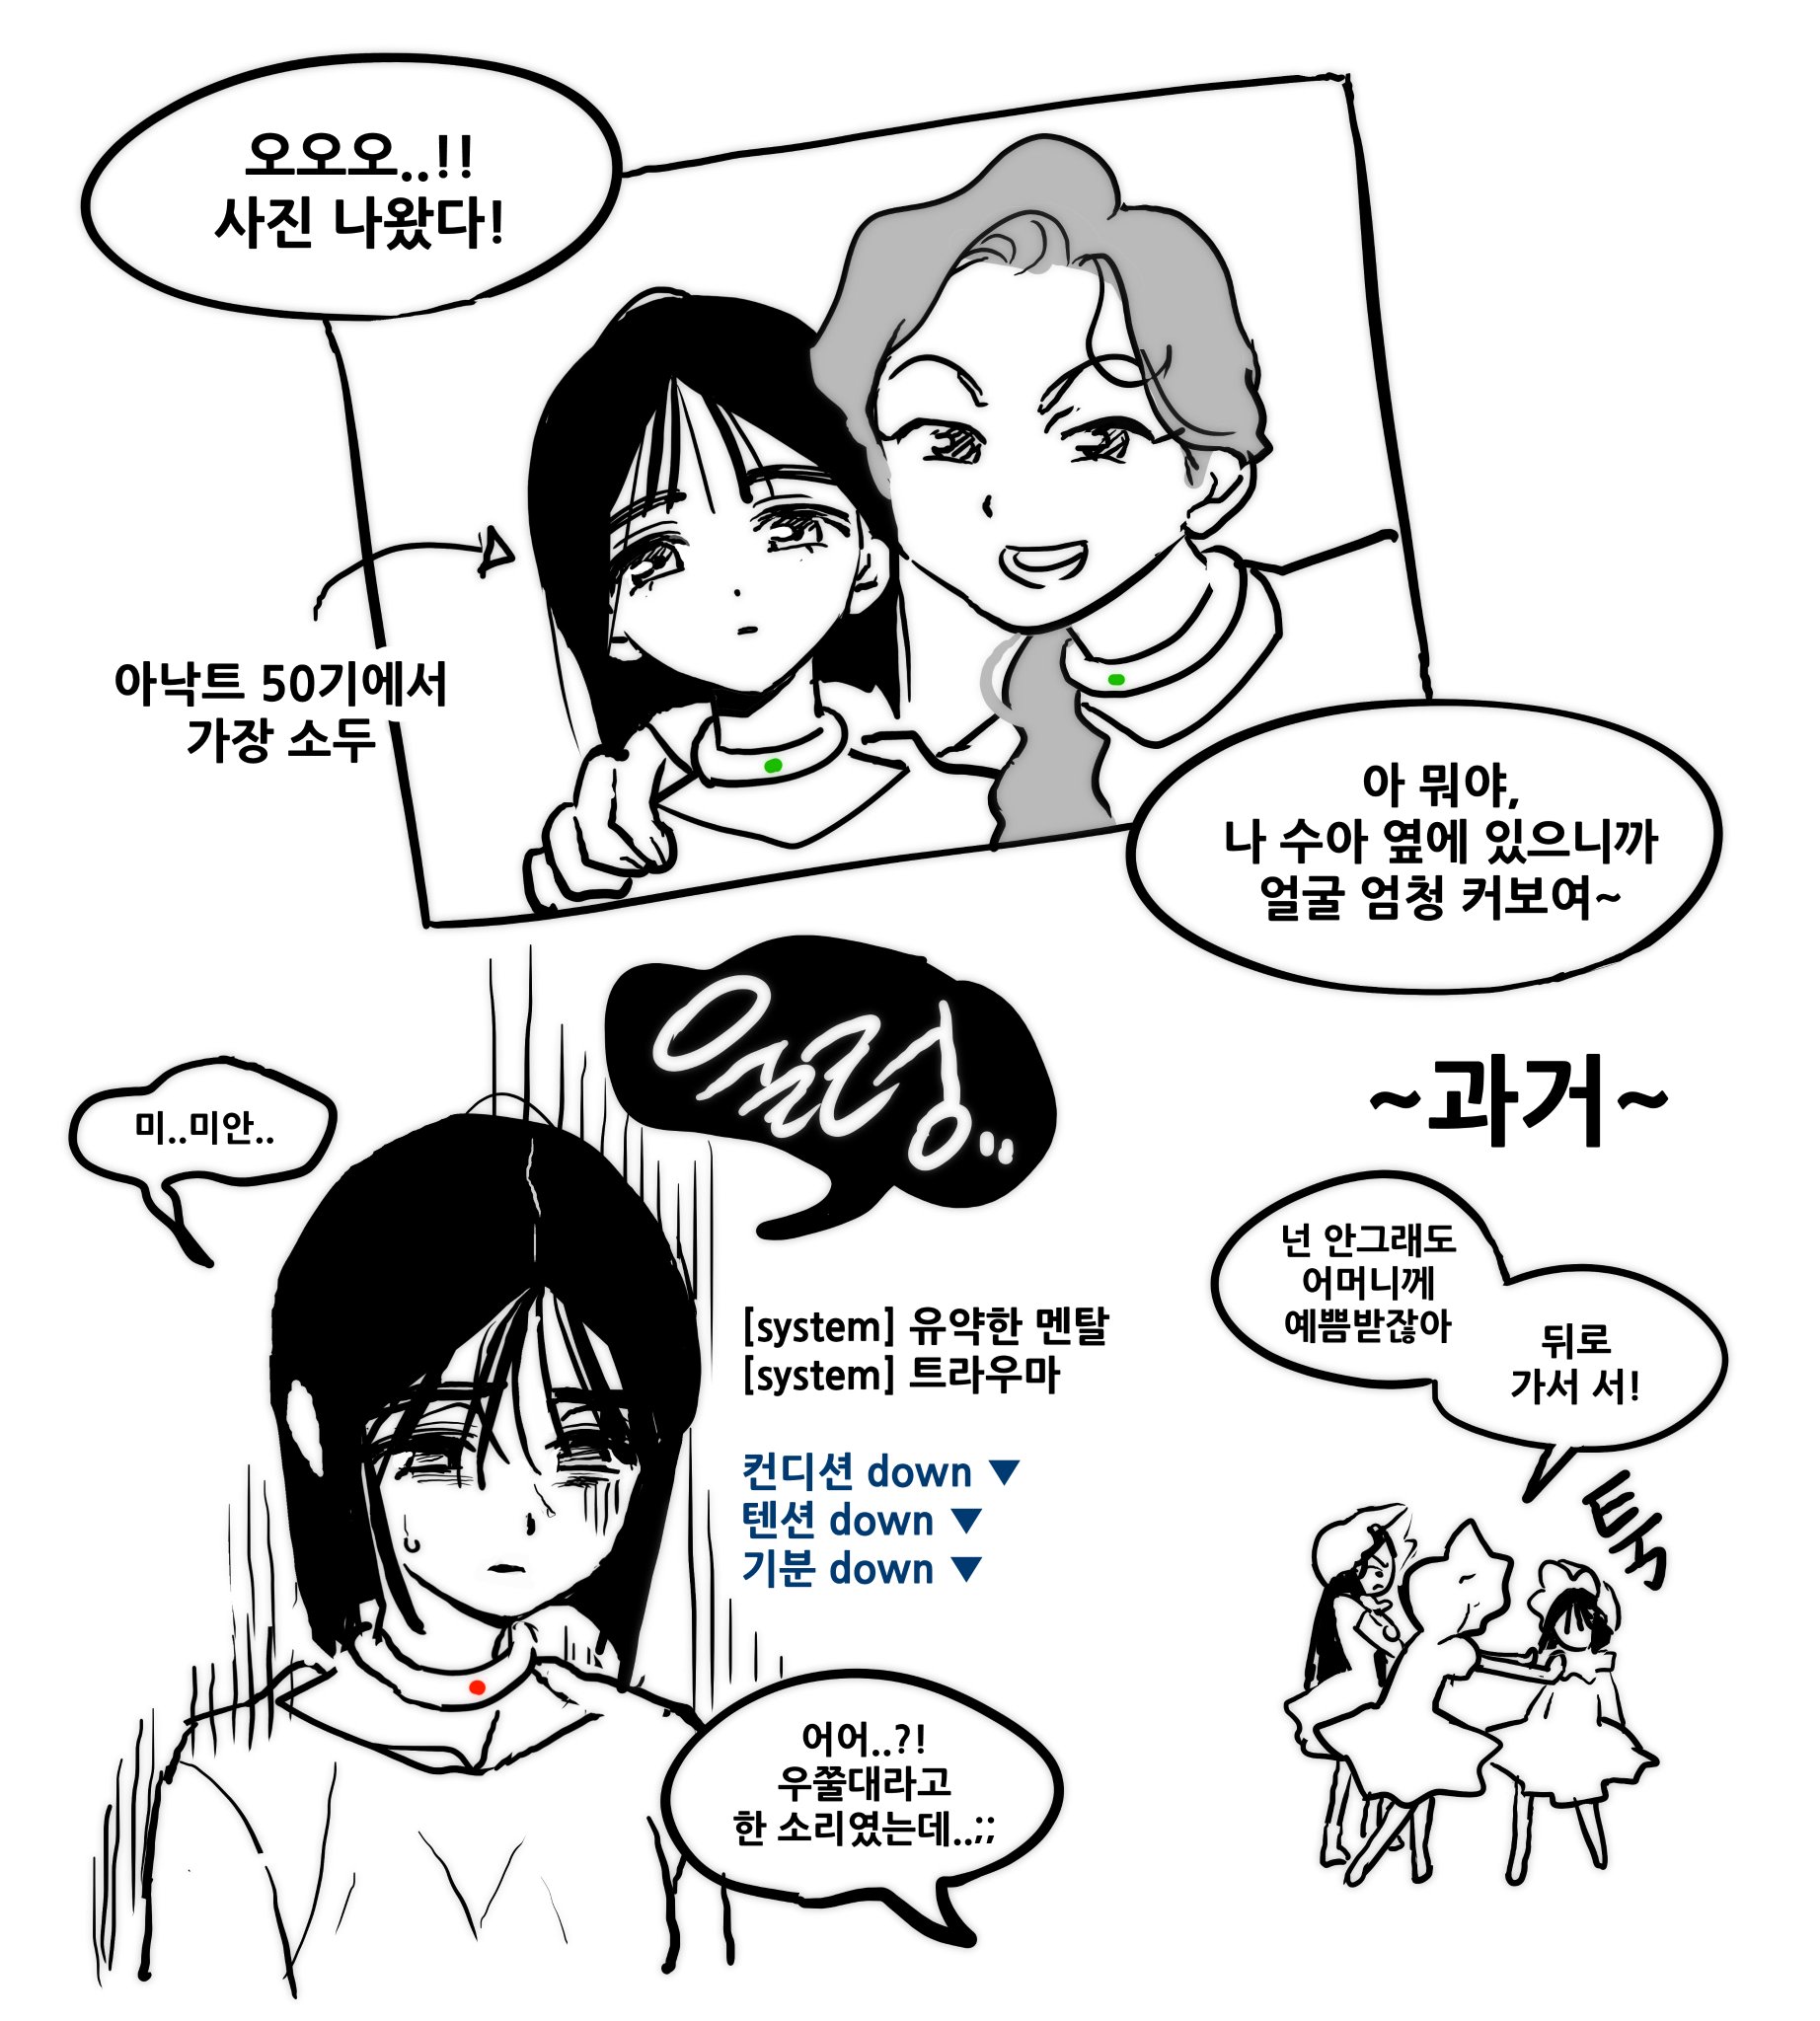 오오오..!!
사진 나왔다!
아낙트 50기에서
가장 소두
아 뭐야,
나 수아 옆에 있으니까
얼굴 엄청 커보여~
울렁..
미..미안..
~과거~
넌 안그래도
어머니께
예쁨받잖아
뒤로
가서 서!
툭
[system] 유약한 멘탈
[system] 트라우마
컨디션 down ▼
텐션 down ▼
기분 down ▼
어어..?!
우쭐대라고
한 소리였는데..;;